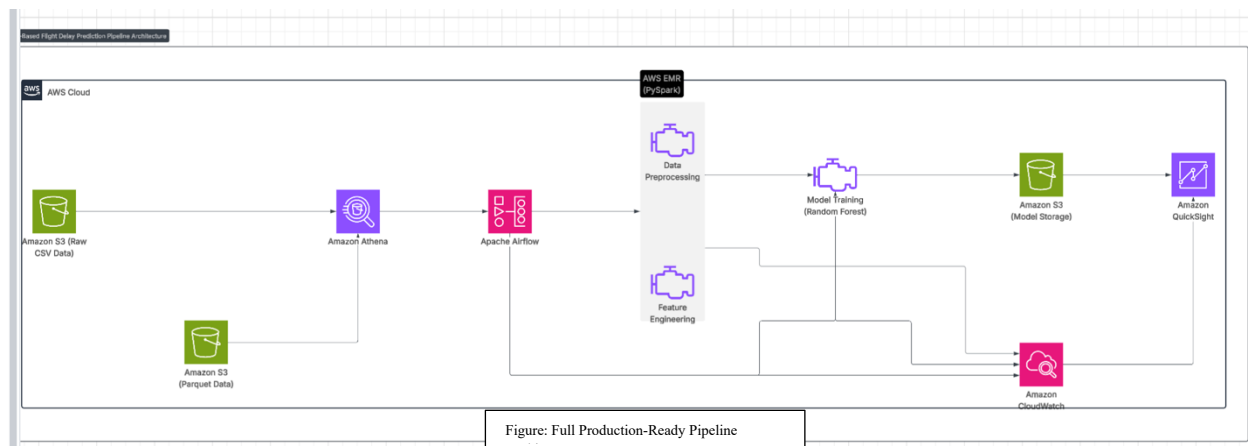 -Based Flight Delay Prediction Pipeline Architecture
aws
AWS Cloud
AWS EMR
(PySpark)
Data
Preprocessing
Feature
Engineering
Amazon S3 (Raw
CSV Data)
Amazon Athena
Apache Airflow
Model Training
(Random Forest)
Amazon S3
(Model Storage)
Amazon
QuickSight
Amazon S3
(Parquet Data)
Amazon
CloudWatch
Figure: Full Production-Ready Pipeline